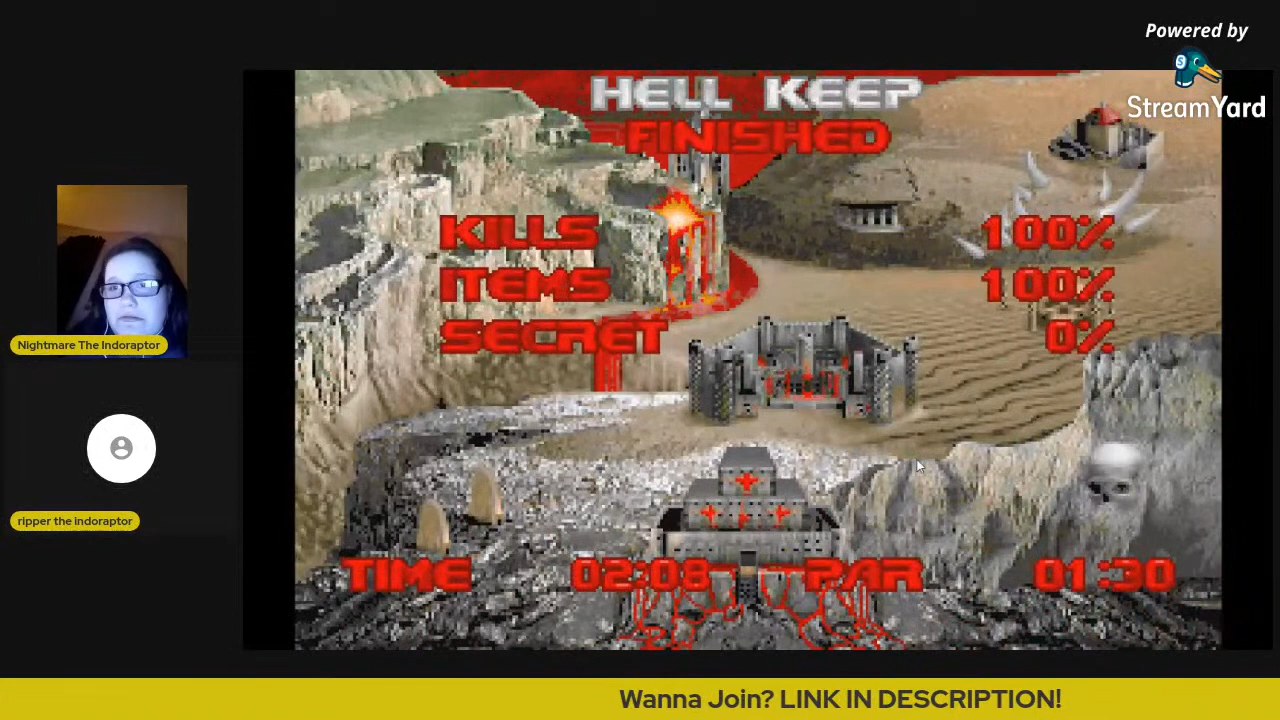 Powered by
StreamYard
HELL KEEP
FINISHED
KILLS 100%
ITEMS 100%
SECRET 0%
TIME 02:08 PAR 01:30
Nightmare The Indoraptor
ripper the indoraptor
Wanna Join? LINK IN DESCRIPTION!